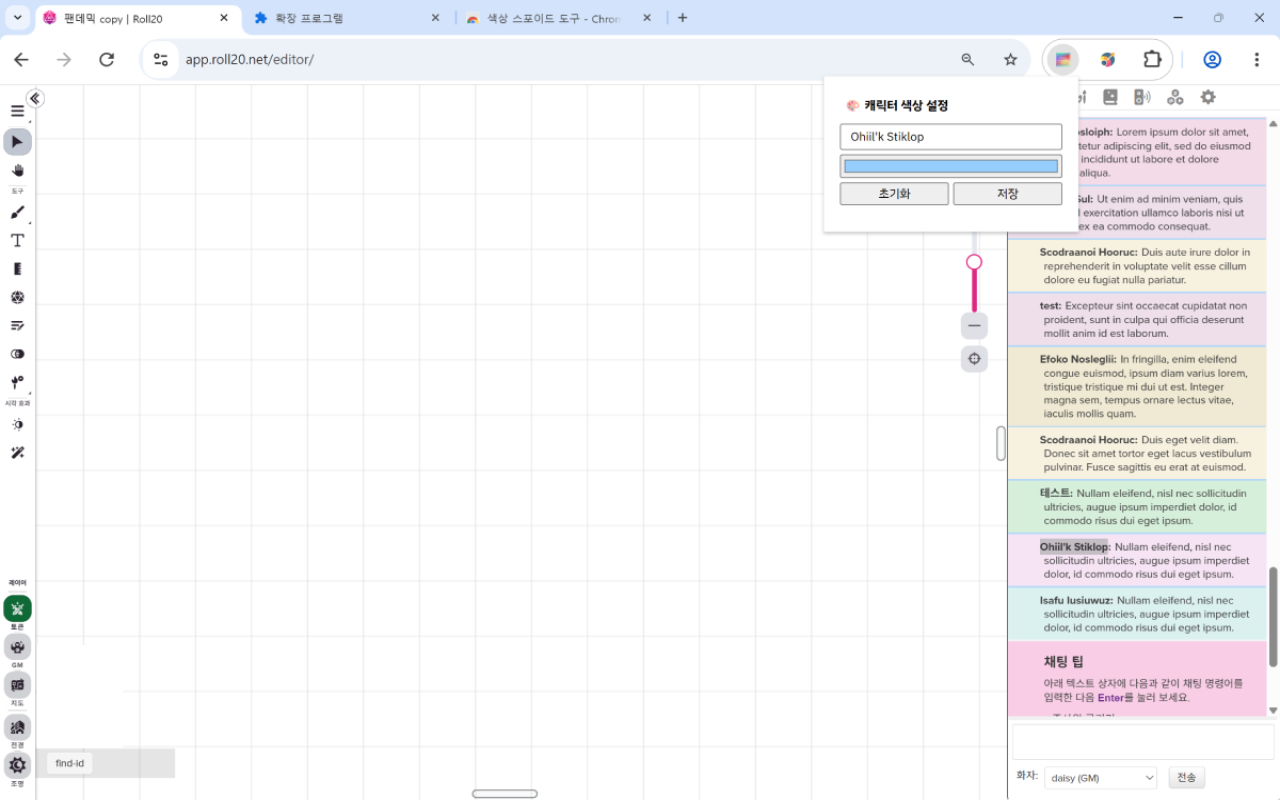 팬데믹 copy | Roll20
확장 프로그램
색상 스포이드 도구 - Chron
app.roll20.net/editor/
캐릭터 색상 설정
Ohiil'k Stiklop
초기화
저장
도구
시각 효과
레이어
토큰
GM
지도
전경
조명
find-id
osloiph: Lorem ipsum dolor sit amet,
tetur adipiscing elit, sed do eiusmod
incididunt ut labore et dolore
aliqua.
Sul: Ut enim ad minim veniam, quis
exercitation ullamco laboris nisi ut
ex ea commodo consequat.
Scodraanoi Hooruc: Duis aute irure dolor in
reprehenderit in voluptate velit esse cillum
dolore eu fugiat nulla pariatur.
test: Excepteur sint occaecat cupidatat non
proident, sunt in culpa qui officia deserunt
mollit anim id est laborum.
Efoko Nosleglii: In fringilla, enim eleifend
congue euismod, ipsum diam varius lorem,
tristique tristique mi dui ut est. Integer
magna sem, tempus ornare lectus vitae,
iaculis mollis quam.
Scodraanoi Hooruc: Duis eget velit diam.
Donec sit amet tortor eget lacus vestibulum
pulvinar. Fusce sagittis eu erat at euismod.
테스트: Nullam eleifend, nisl nec sollicitudin
ultricies, augue ipsum imperdiet dolor, id
commodo risus dui eget ipsum.
Ohiil'k Stiklop: Nullam eleifend, nisl nec
sollicitudin ultricies, augue ipsum imperdiet
dolor, id commodo risus dui eget ipsum.
Isafu Iusiuwuz: Nullam eleifend, nisl nec
sollicitudin ultricies, augue ipsum imperdiet
dolor, id commodo risus dui eget ipsum.
채팅 팁
아래 텍스트 상자에 다음과 같이 채팅 명령어를
입력한 다음 Enter를 눌러 보세요.
화자:
daisy (GM)
전송